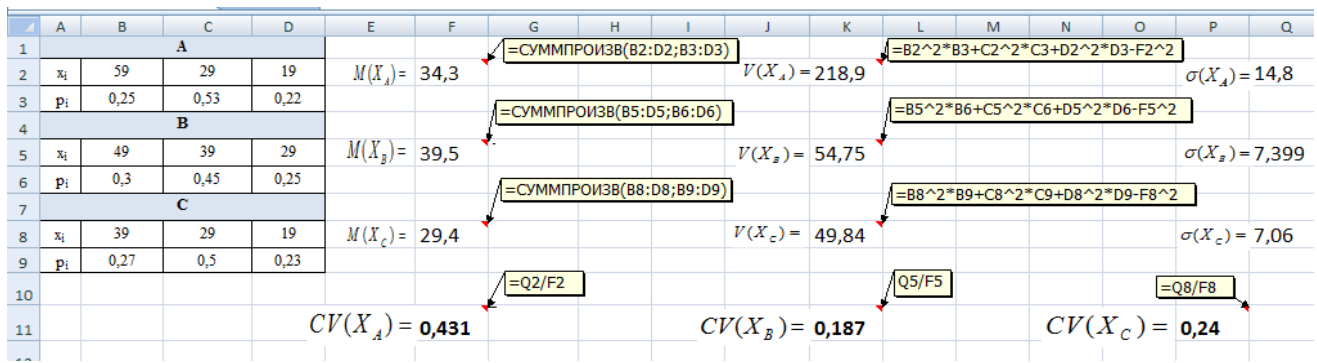 A B C D E F G H I J K L M N O P Q
1 A =СУММПРОИЗВ(B2:D2;B3:D3) =B2^2*B3+C2^2*C3+D2^2*D3-F2^2
2 xi 59 29 19 M(XA)= 34,3 V(XA)= 218,9 σ(XA)= 14,8
3 pi 0,25 0,53 0,22
4 B =СУММПРОИЗВ(B5:D5;B6:D6) =B5^2*B6+C5^2*C6+D5^2*D6-F5^2
5 xi 49 39 29 M(XB)= 39,5 V(XB)= 54,75 σ(XB)= 7,399
6 pi 0,3 0,45 0,25
7 C =СУММПРОИЗВ(B8:D8;B9:D9) =B8^2*B9+C8^2*C9+D8^2*D9-F8^2
8 xi 39 29 19 M(XC)= 29,4 V(XC)= 49,84 σ(XC)= 7,06
9 pi 0,27 0,5 0,23
10 =Q2/F2 Q5/F5 =Q8/F8
11 CV(XA)= 0,431 CV(XB)= 0,187 CV(XC)= 0,24